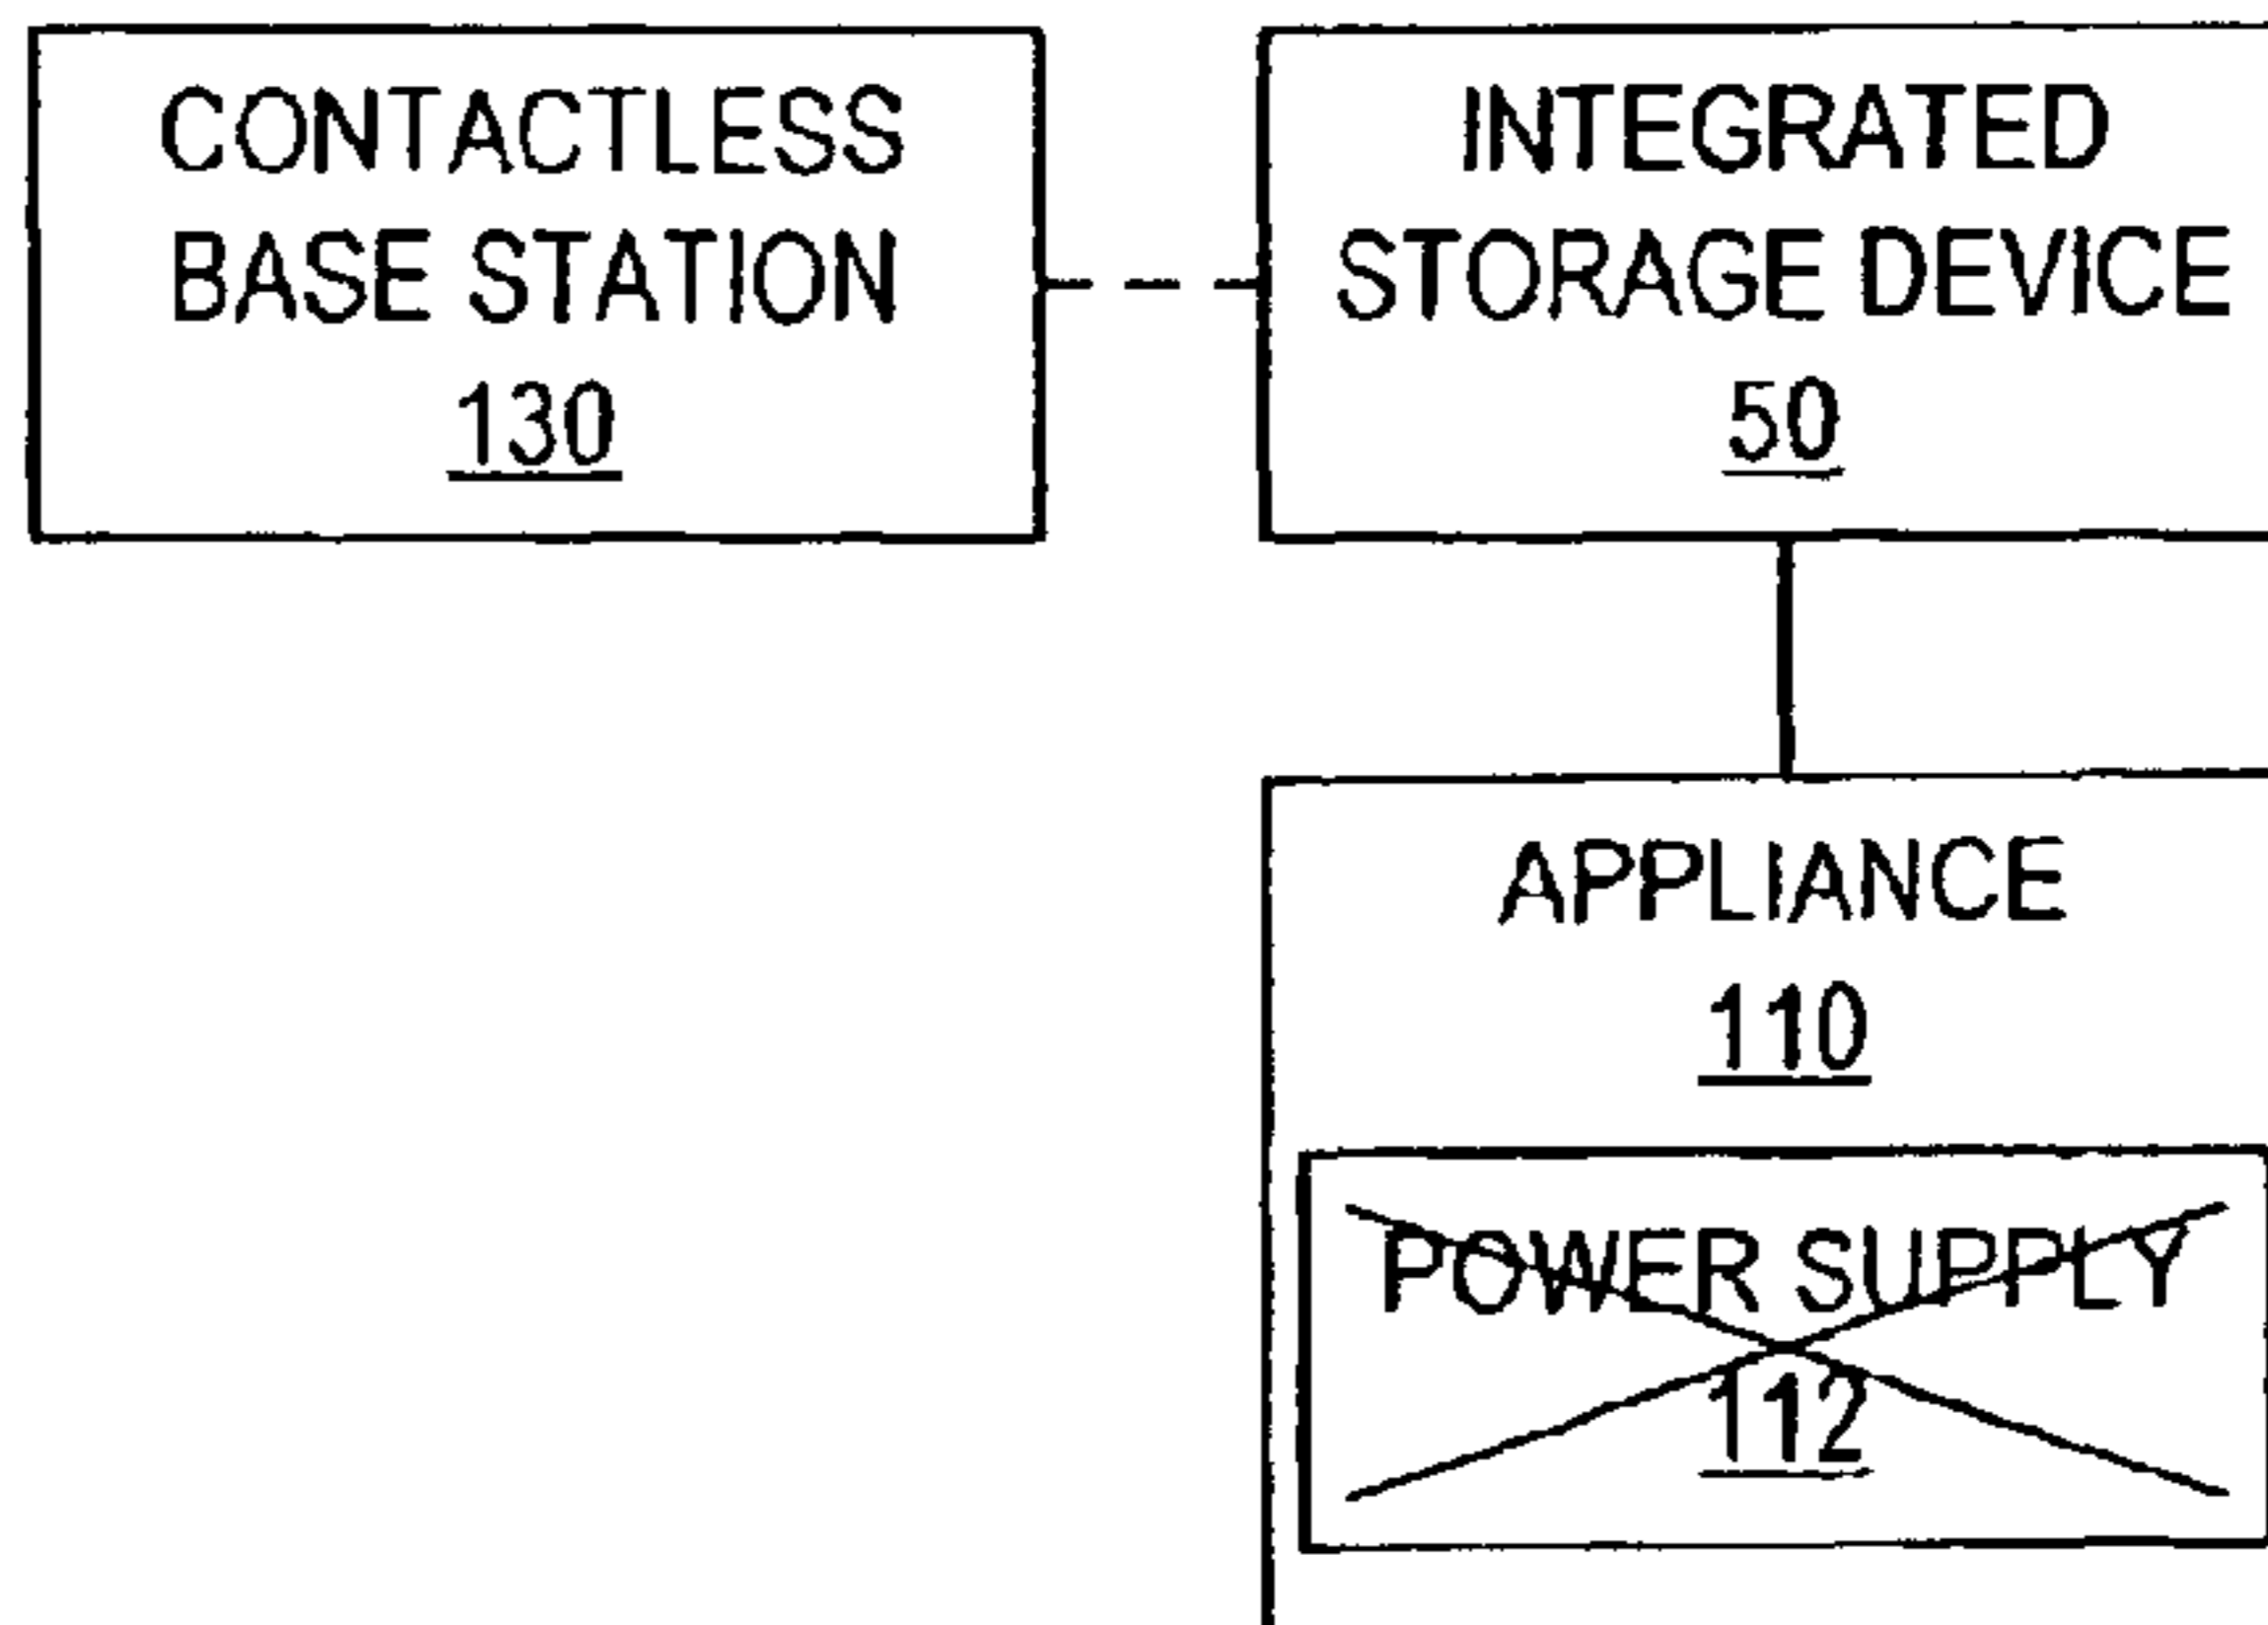 CONTACTLESS
BASE STATION
130
INTEGRATED
STORAGE DEVICE
50
APPLIANCE
110
POWER SUPPLY
112